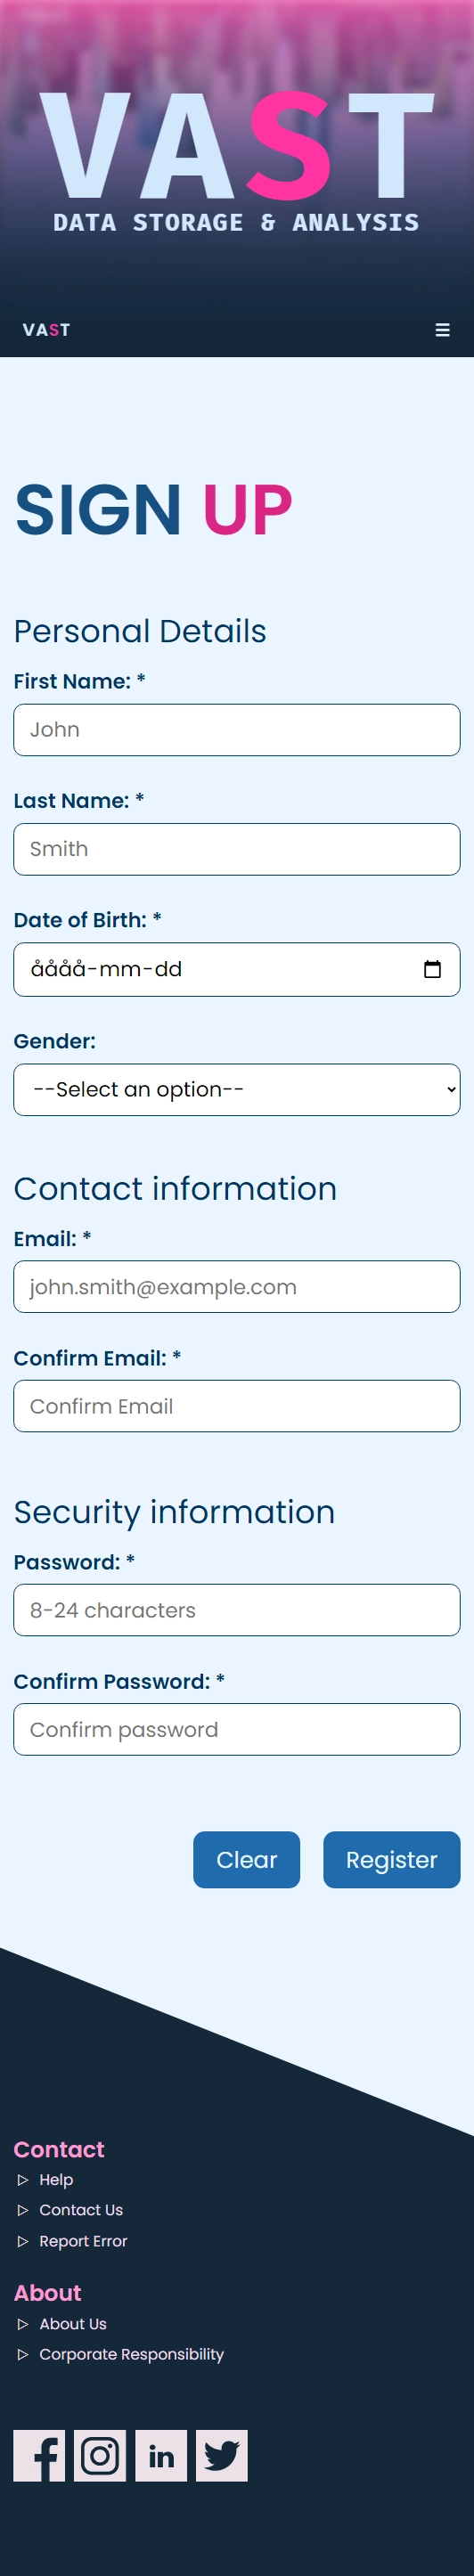 VAST
DATA STORAGE & ANALYSIS
VAST
SIGN UP
Personal Details
First Name: *
John
Last Name: *
Smith
Date of Birth: *
åååå-mm-dd
Gender:
--Select an option--
Contact information
Email: *
john.smith@example.com
Confirm Email: *
Confirm Email
Security information
Password: *
8-24 characters
Confirm Password: *
Confirm password
Clear Register
Contact
Help
Contact Us
Report Error
About
About Us
Corporate Responsibility